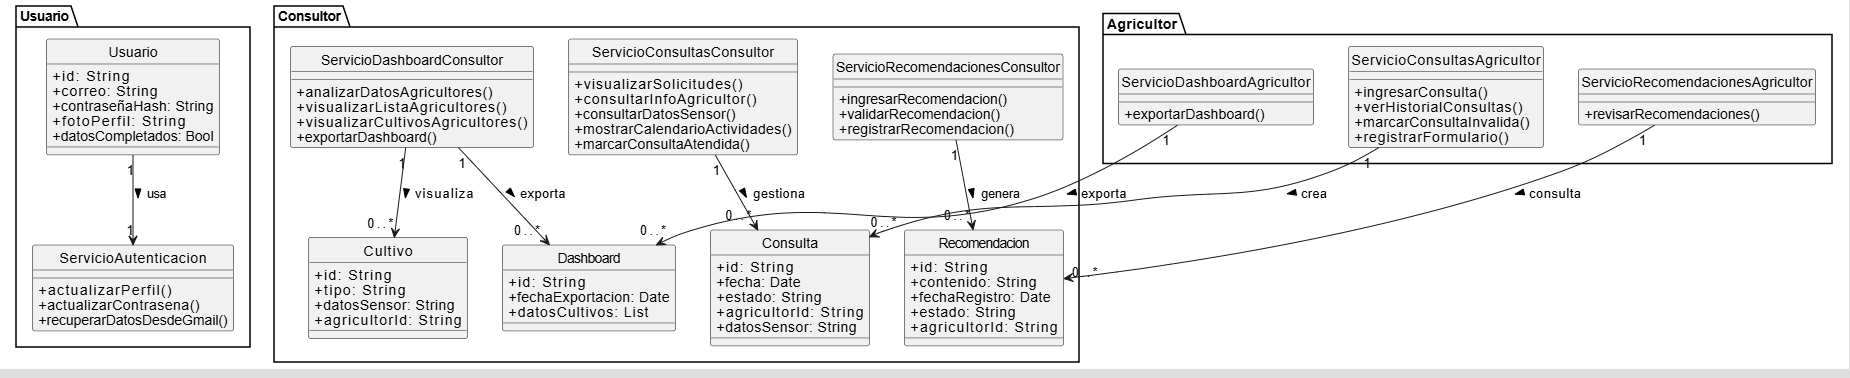 Usuario
Usuario
+id: String
+correo: String
+contraseñaHash: String
+fotoPerfil: String
+datosCompletados: Bool
1
usa
1
ServicioAutenticacion
+actualizarPerfil()
+actualizarContrasena()
+recuperarDatosDesdeGmail()
Consultor
ServicioDashboardConsultor
+analizarDatosAgricultores()
+visualizarListaAgricultores()
+visualizarCultivosAgricultores()
+exportarDashboard()
ServicioConsultasConsultor
+visualizarSolicitudes()
+consultarInfoAgricultor()
+consultarDatosSensor()
+mostrarCalendarioActividades()
+marcarConsultaAtendida()
ServicioRecomendacionesConsultor
+ingresarRecomendacion()
+validarRecomendacion()
+registrarRecomendacion()
1
visualiza
0..*
1
exporta
0..*
1
gestiona
0..*
1
genera
0..*
Cultivo
+id: String
+tipo: String
+datosSensor: String
+agricultorId: String
Dashboard
+id: String
+fechaExportacion: Date
+datosCultivos: List
Consulta
+id: String
+fecha: Date
+estado: String
+agricultorId: String
+datosSensor: String
Recomendacion
+id: String
+contenido: String
+fechaRegistro: Date
+estado: String
+agricultorId: String
Agricultor
ServicioDashboardAgricultor
+exportarDashboard()
ServicioConsultasAgricultor
+ingresarConsulta()
+verHistorialConsultas()
+marcarConsultaInvalida()
+registrarFormulario()
ServicioRecomendacionesAgricultor
+revisarRecomendaciones()
1
exporta
0..*
1
crea
0..*
1
consulta
0..*